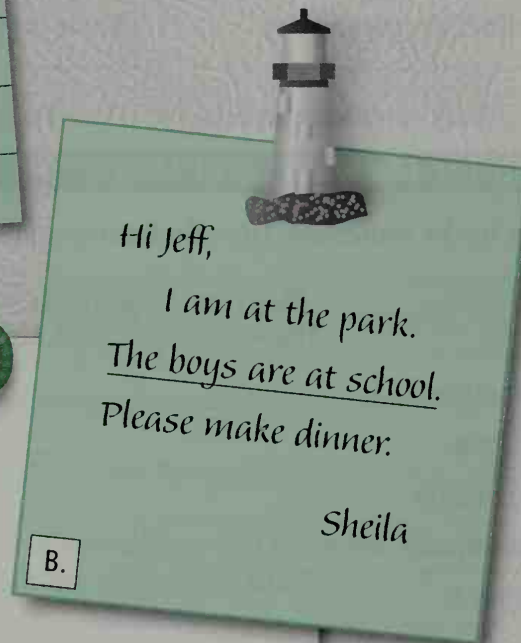 Hi Jeff,
I am at the park.
The boys are at school.
Please make dinner.
Sheila
B.